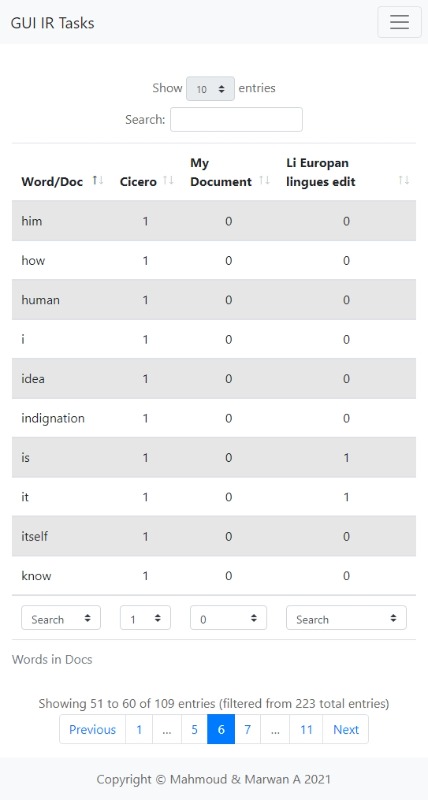 GUI IR Tasks
Show 10 entries
Search:
Word/Doc Cicero My Document Li Europan lingues edit
him 1 0 0
how 1 0 0
human 1 0 0
i 1 0 0
idea 1 0 0
indignation 1 0 0
is 1 0 1
it 1 0 1
itself 1 0 0
know 1 0 0
Search 1 0 Search
Words in Docs
Showing 51 to 60 of 109 entries (filtered from 223 total entries)
Previous 1 ... 5 6 7 ... 11 Next
Copyright © Mahmoud & Marwan A 2021